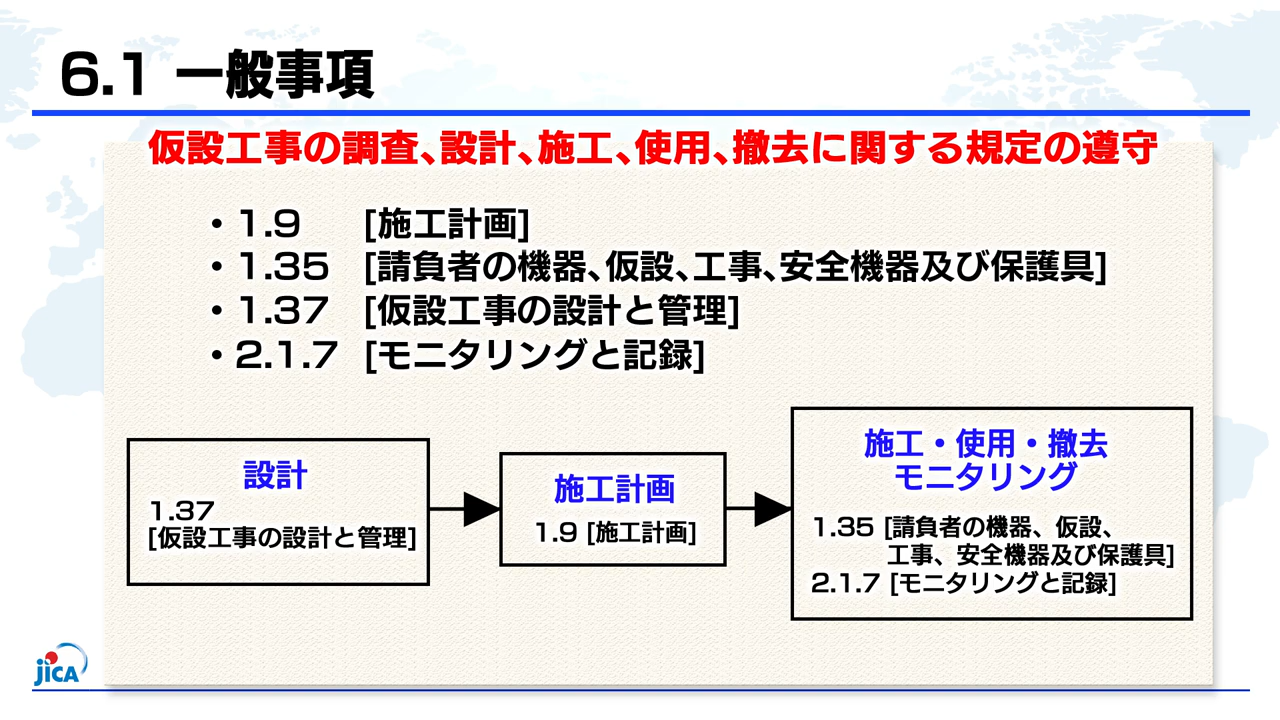 6.1 一般事項
仮設工事の調査、設計、施工、使用、撤去に関する規定の遵守
・1.9 [施工計画]
・1.35 [請負者の機器、仮設、工事、安全機器及び保護具]
・1.37 [仮設工事の設計と管理]
・2.1.7 [モニタリングと記録]
設計
1.37
[仮設工事の設計と管理]
施工計画
1.9 [施工計画]
施工・使用・撤去
モニタリング
1.35 [請負者の機器、仮設、
工事、安全機器及び保護具]
2.1.7 [モニタリングと記録]
jICA